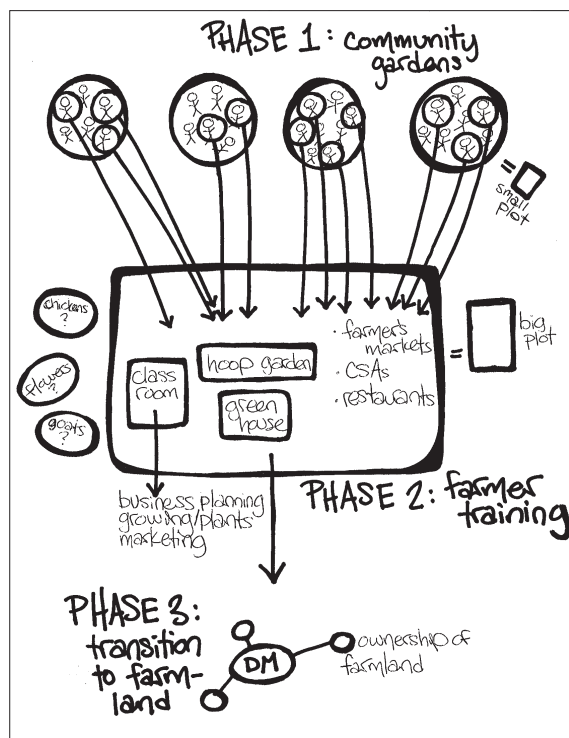 PHASE 1: community
gardens
= small
plot
chickens
?
flowers
?
goats
?
class
room
hoop garden
green
house
· farmer's
markets
· CSAs
· restaurants
= big
plot
business planning
growing/plants
marketing
PHASE 2: farmer
training
PHASE 3:
transition
to farm-
land
DM
ownership of
farmland